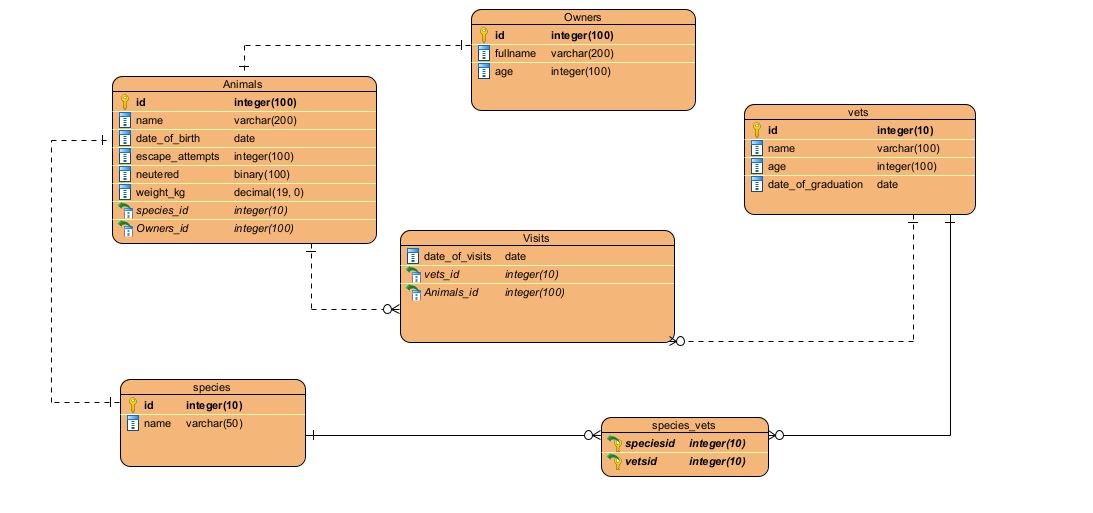 Owners
id integer(100)
fullname varchar(200)
age integer(100)
Animals
id integer(100)
name varchar(200)
date_of_birth date
escape_attempts integer(100)
neutered binary(100)
weight_kg decimal(19, 0)
species_id integer(10)
Owners_id integer(100)
vets
id integer(10)
name varchar(100)
age integer(100)
date_of_graduation date
Visits
date_of_visits date
vets_id integer(10)
Animals_id integer(100)
species
id integer(10)
name varchar(50)
species_vets
speciesid integer(10)
vetsid integer(10)